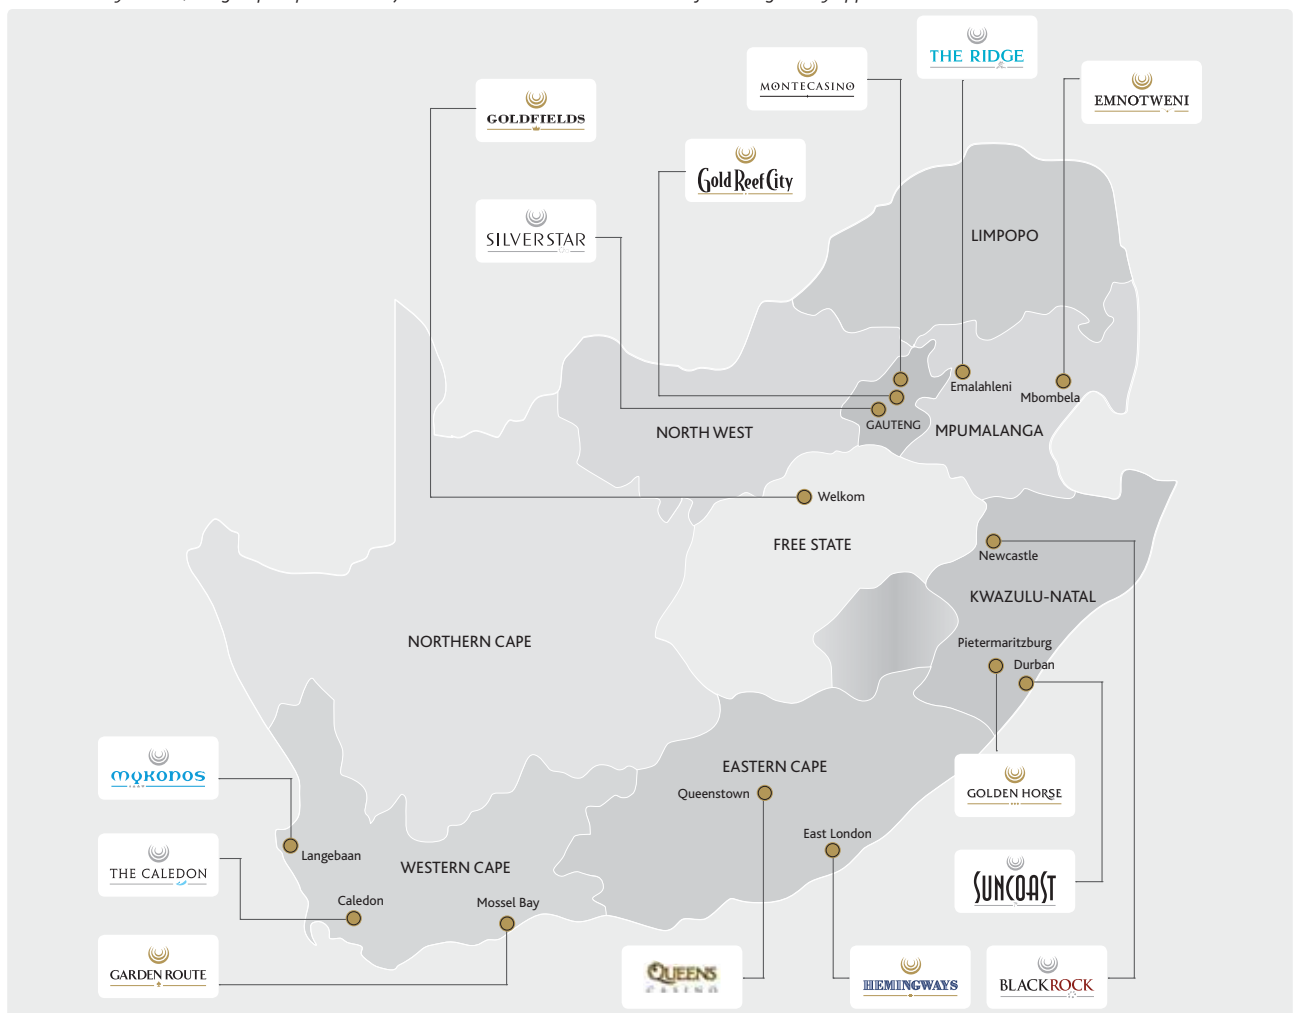 THE RIDGE
MONTECASINO
EMNOTWENI
GOLDFIELDS
Gold Reef City
SILVERSTAR
LIMPOPO
Emalahleni
Mbombela
GAUTENG
MPUMALANGA
NORTH WEST
Welkom
FREE STATE
Newcastle
KWAZULU-NATAL
NORTHERN CAPE
Pietermaritzburg
Durban
MYKONOS
EASTERN CAPE
Queenstown
GOLDEN HORSE
East London
Langebaan
WESTERN CAPE
THE CALEDON
SUNCOAST
Caledon
Mossel Bay
GARDEN ROUTE
QUEENS
CASINO
HEMINGWAYS
BLACKROCK